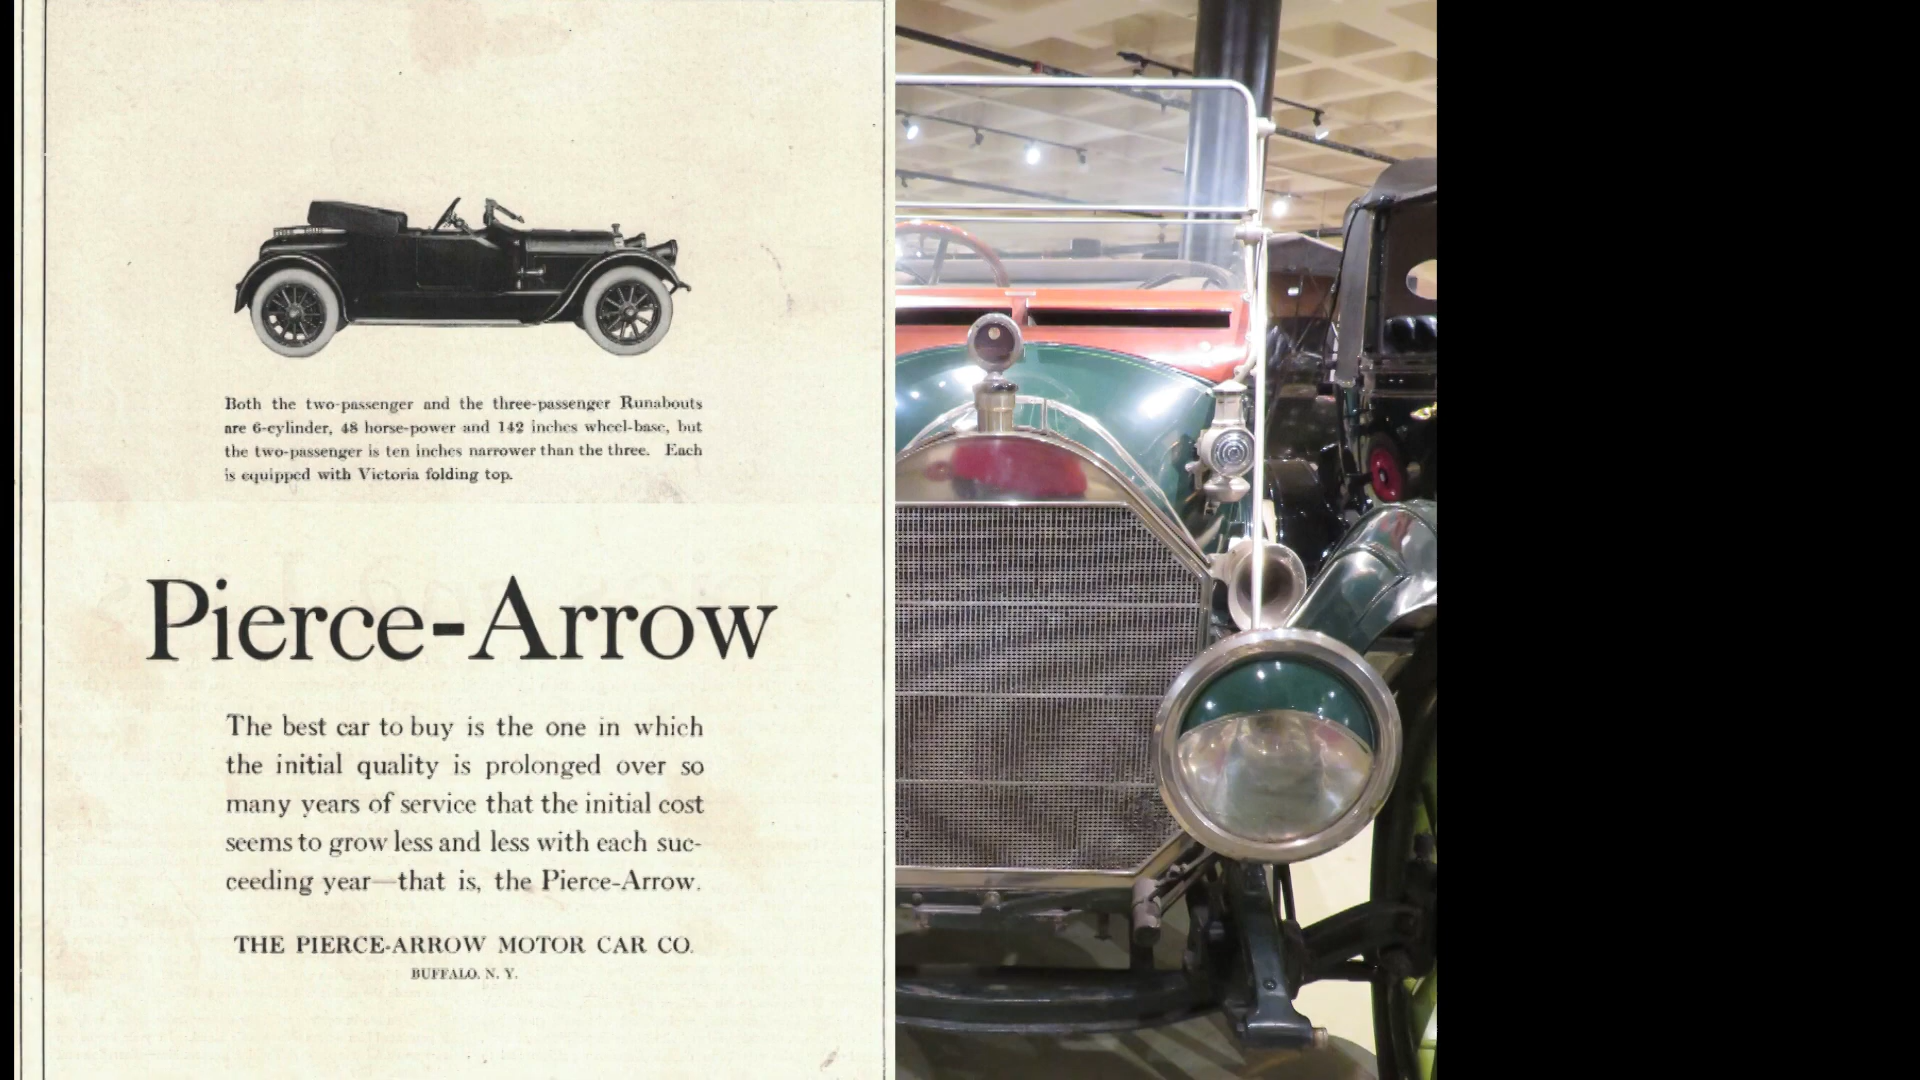 Both the two-passenger and the three-passenger Runabouts
are 6-cylinder, 48 horse-power and 142 inches wheel-base, but
the two-passenger is ten inches narrower than the three. Each
is equipped with Victoria folding top.
Pierce-Arrow
The best car to buy is the one in which
the initial quality is prolonged over so
many years of service that the initial cost
seems to grow less and less with each suc-
ceeding year—that is, the Pierce-Arrow.
THE PIERCE-ARROW MOTOR CAR CO.
BUFFALO, N. Y.